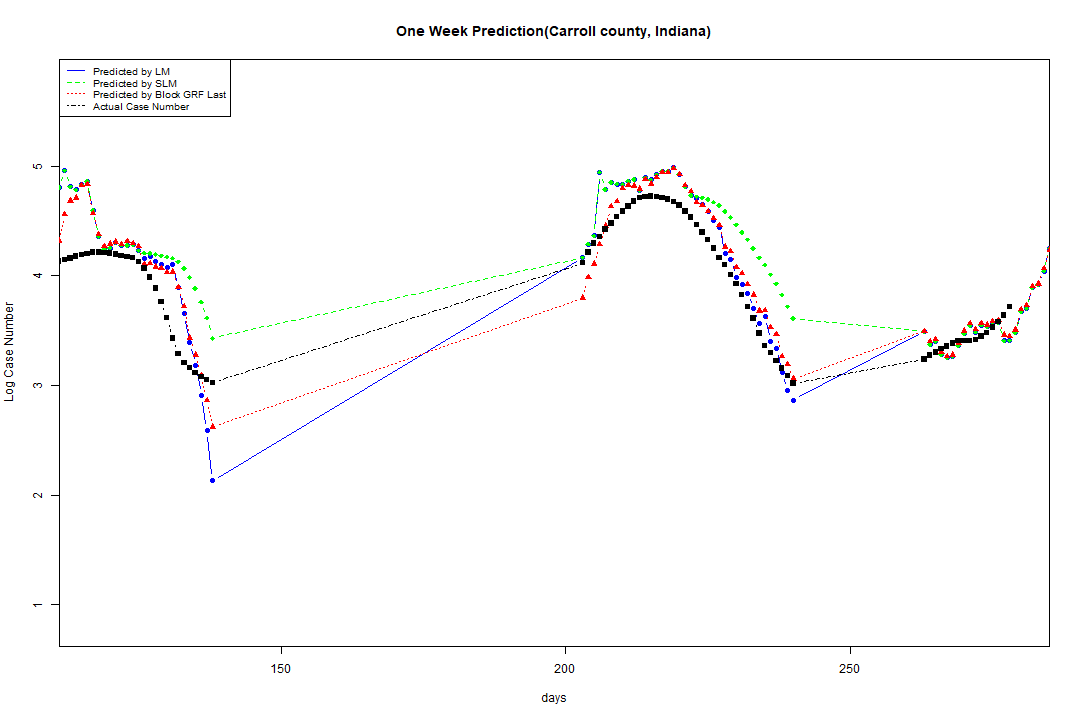 One Week Prediction(Carroll county, Indiana)
Predicted by LM
Predicted by SLM
Predicted by Block GRF Last
Actual Case Number
Log Case Number
5
4
3
2
1
150
200
250
days